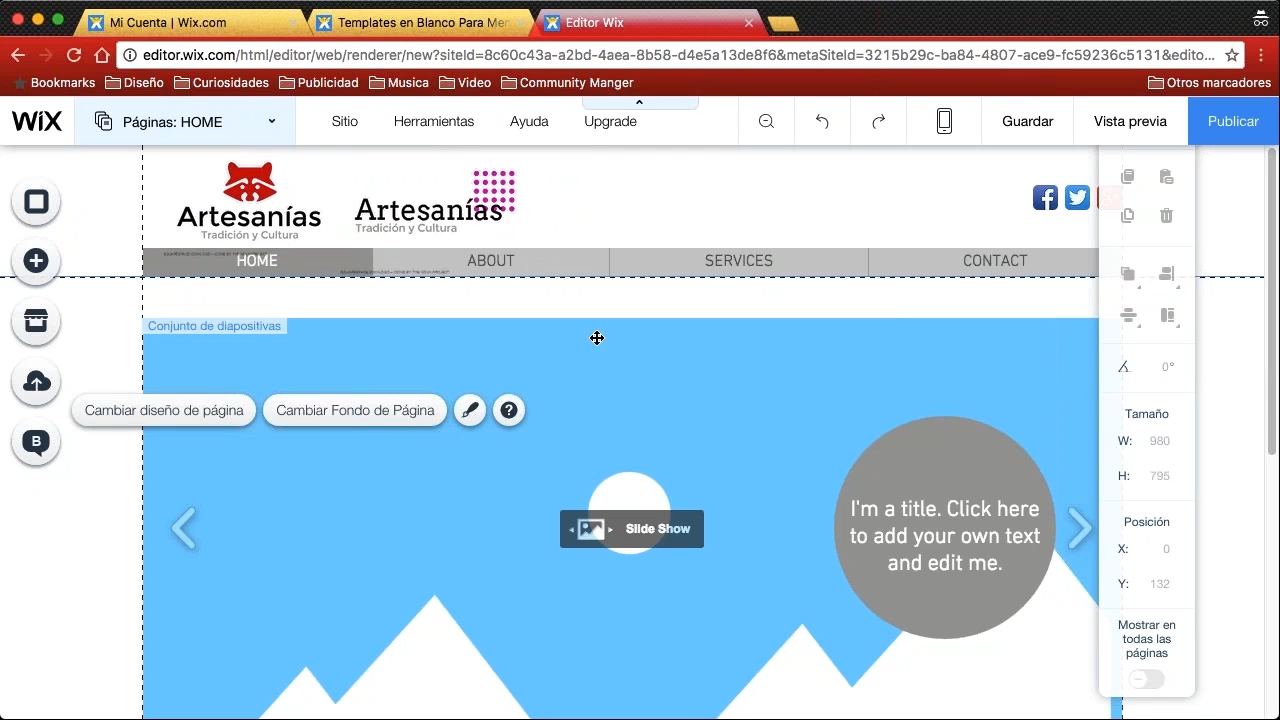 Mi Cuenta | Wix.com
Templates en Blanco Para Mer
Editor Wix
editor.wix.com/html/editor/web/renderer/new?siteId=8c60c43a-a2bd-4aea-8b58-d4e5a13de8f6&metaSiteId=3215b29c-ba84-4807-ace9-fc59236c5131&edito...
Bookmarks
Diseño
Curiosidades
Publicidad
Musica
Video
Community Manger
Otros marcadores
WiX
Páginas: HOME
Sitio
Herramientas
Ayuda
Upgrade
Guardar
Vista previa
Publicar
Artesanías
Tradición y Cultura
Artesanías
Tradición y Cultura
HOME
ABOUT
SERVICES
CONTACT
Conjunto de diapositivas
Cambiar diseño de página
Cambiar Fondo de Página
?
B
Slide Show
I'm a title. Click here
to add your own text
and edit me.
0°
Tamaño
W: 980
H: 795
Posición
X: 0
Y: 132
Mostrar en
todas las
páginas